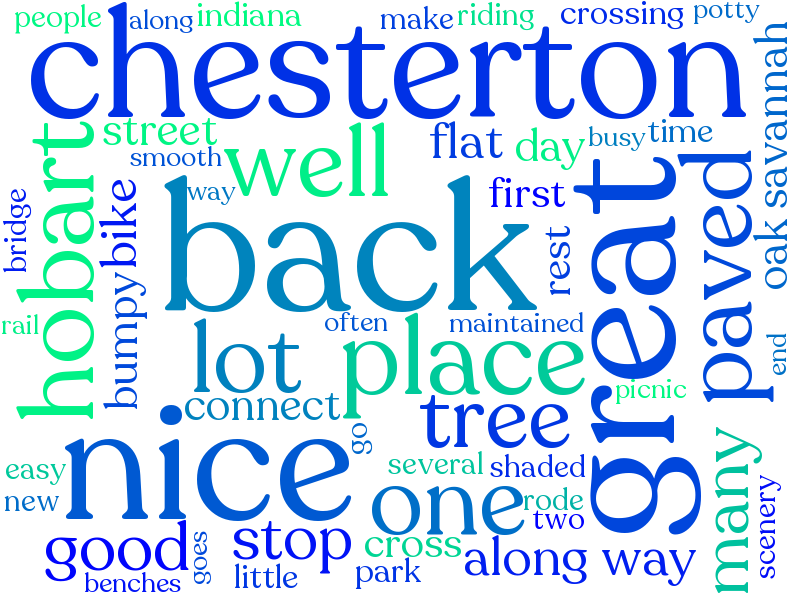 people
along
indiana
make
riding
crossing
potty
chesterton
street
smooth
well
flat
day
busy
time
oak savannah
hobart
way
first
great
paved
bridge
bike
back
rest
bumpy
rail
often
maintained
end
lot
place
picnic
connect
tree
nice
go
many
easy
several
shaded
new
one
rode
two
scenery
good
goes
stop
cross
along way
benches
little
park